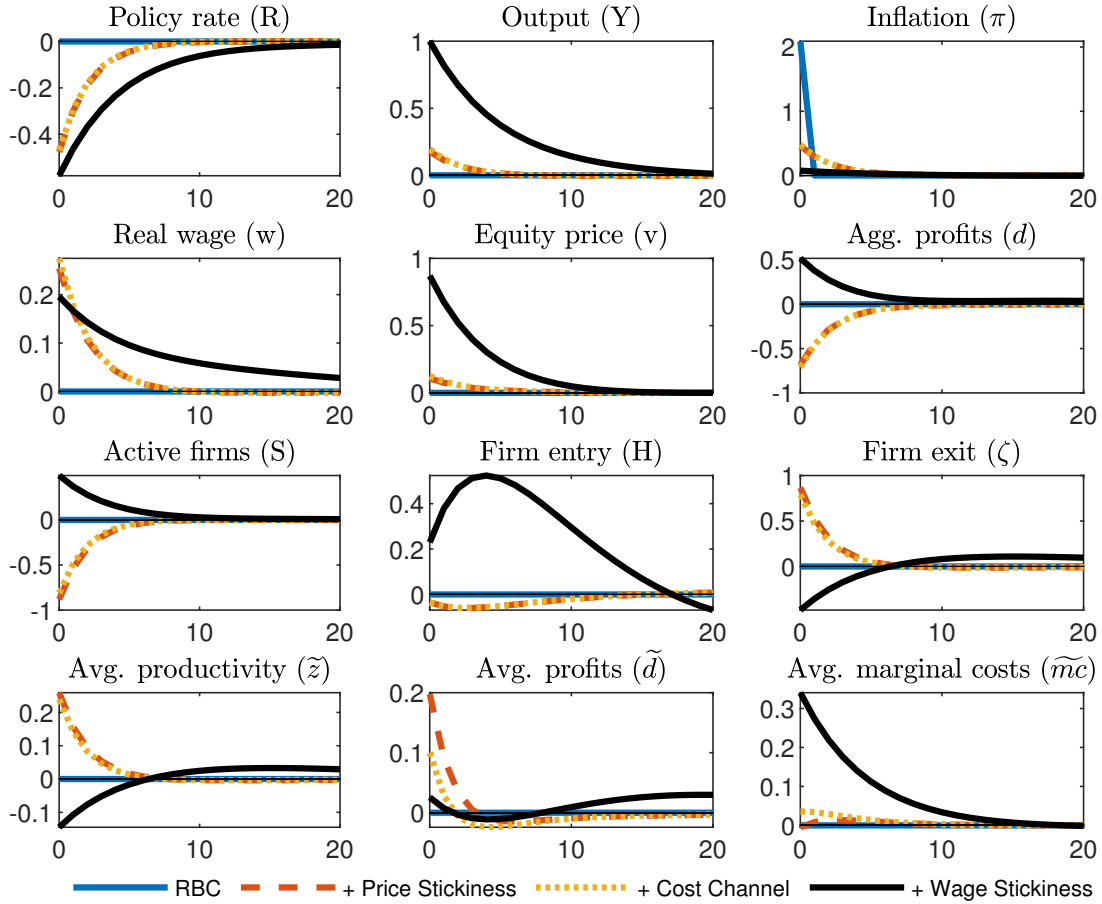 Policy rate (R)
Output (Y)
Inflation (π)
0
-0.2
-0.4
0 10 20
1
0.5
0
0 10 20
2
1
0
0 10 20
Real wage (w)
Equity price (v)
Agg. profits (d)
0.2
0.1
0
0 10 20
1
0.5
0
0 10 20
0.5
0
-0.5
-1
0 10 20
Active firms (S)
Firm entry (H)
Firm exit (ζ)
0
-0.5
-1
0 10 20
0.4
0.2
0
0 10 20
1
0.5
0
0 10 20
Avg. productivity (z̃)
Avg. profits (d̃)
Avg. marginal costs (m̃c)
0.2
0.1
0
-0.1
0 10 20
0.2
0.1
0
0 10 20
0.3
0.2
0.1
0
0 10 20
RBC + Price Stickiness + Cost Channel + Wage Stickiness